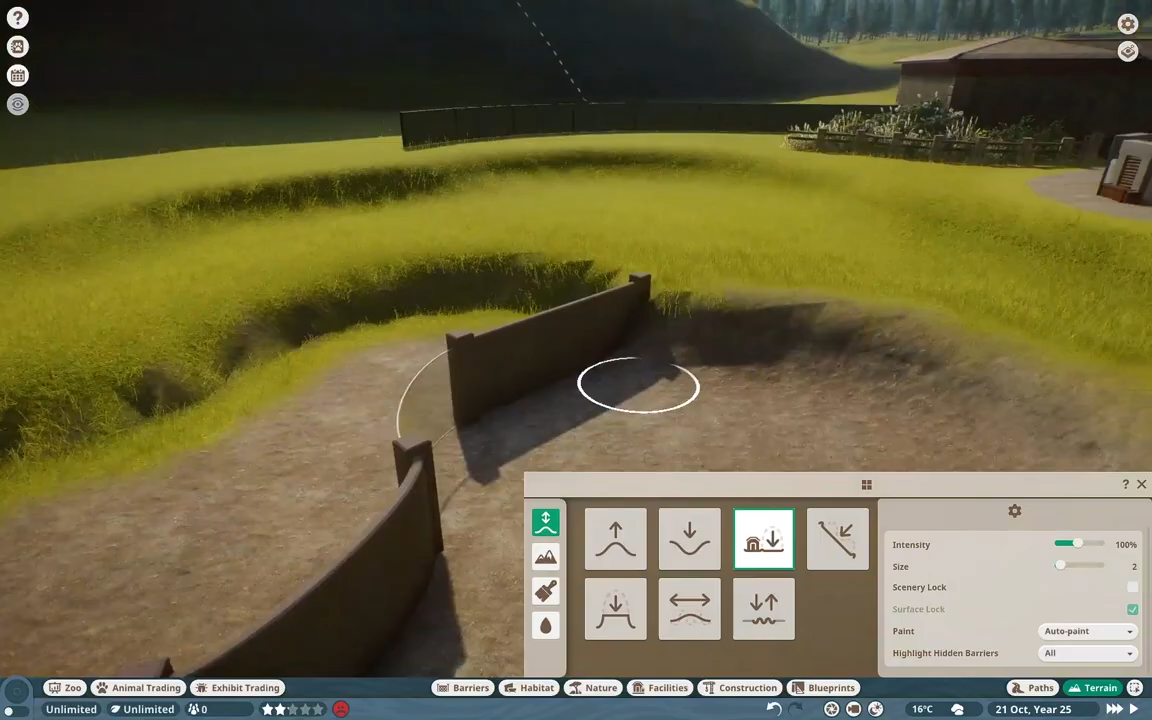 ?
? ×
Intensity 100%
Size 2
Scenery Lock
Surface Lock
Paint Auto-paint
Highlight Hidden Barriers All
Zoo Animal Trading Exhibit Trading Barriers Habitat Nature Facilities Construction Blueprints Paths Terrain
Unlimited Unlimited 0 16°C 21 Oct, Year 25